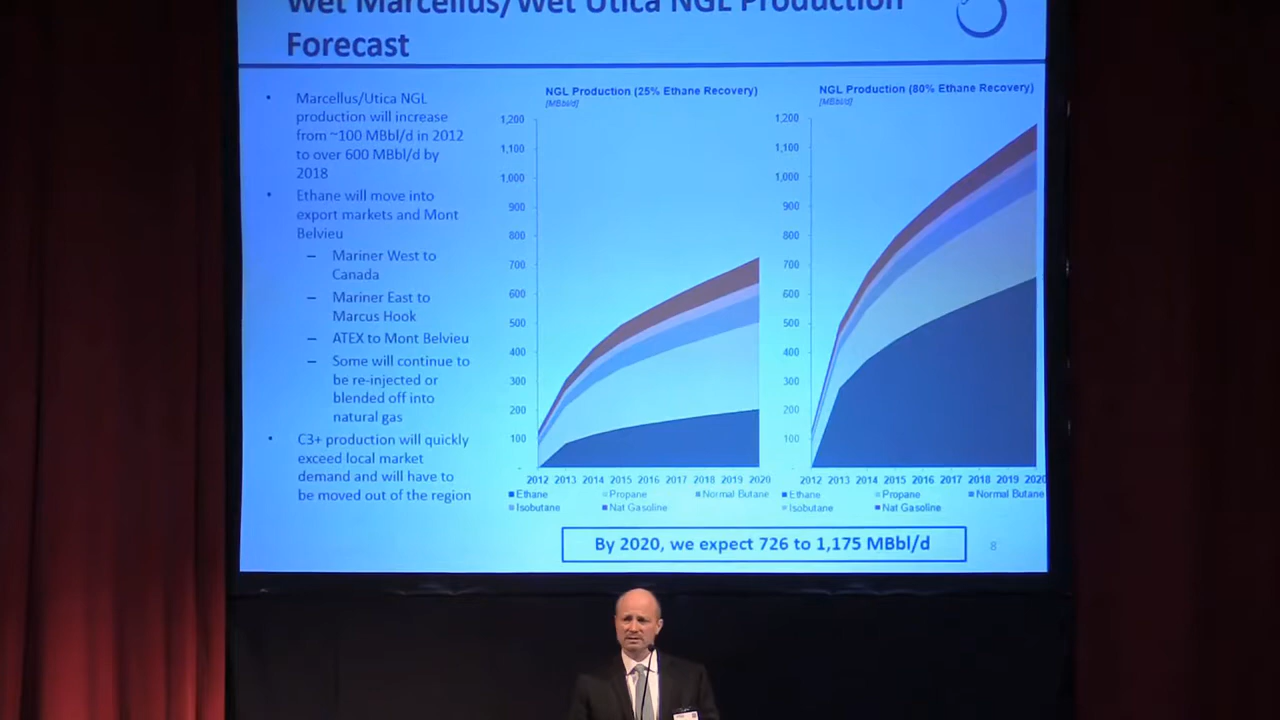 Wet Marcellus/Wet Utica NGL Production
Forecast
• Marcellus/Utica NGL
production will increase
from ~100 MBbl/d in 2012
to over 600 MBbl/d by
2018
• Ethane will move into
export markets and Mont
Belvieu
– Mariner West to
Canada
– Mariner East to
Marcus Hook
– ATEX to Mont Belvieu
– Some will continue to
be re-injected or
blended off into
natural gas
• C3+ production will quickly
exceed local market
demand and will have to
be moved out of the region
NGL Production (25% Ethane Recovery)
[MBbl/d]
1,200
1,100
1,000
900
800
700
600
500
400
300
200
100
-
2012 2013 2014 2015 2016 2017 2018 2019 2020
Ethane Propane Normal Butane
Isobutane Nat Gasoline
NGL Production (80% Ethane Recovery)
[MBbl/d]
1,200
1,100
1,000
900
800
700
600
500
400
300
200
100
-
2012 2013 2014 2015 2016 2017 2018 2019 2020
Ethane Propane Normal Butane
Isobutane Nat Gasoline
By 2020, we expect 726 to 1,175 MBbl/d
8